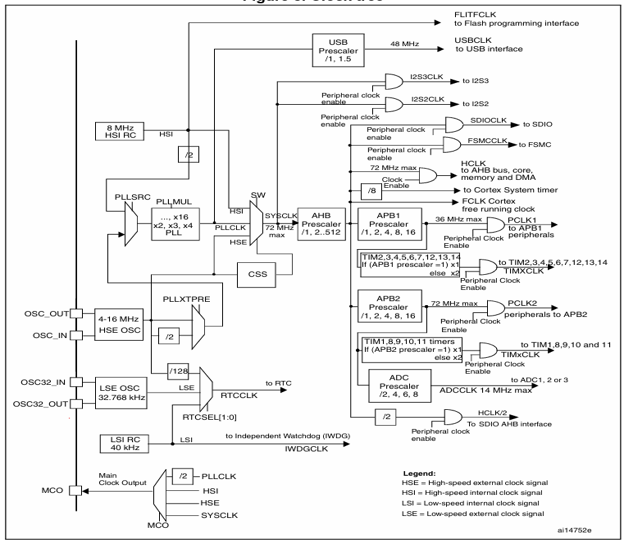 Figure 3. Clock tree
FLITFCLK
to Flash programming interface
USB
Prescaler
/1, 1.5
48 MHz
USBCLK
to USB interface
I2S3CLK
to I2S3
Peripheral clock
enable
I2S2CLK
to I2S2
Peripheral clock
enable
8 MHz
HSI RC
HSI
SDIOCLK
to SDIO
Peripheral clock
enable
FSMCCLK
to FSMC
Peripheral clock
enable
/2
72 MHz max
HCLK
to AHB bus, core,
memory and DMA
Clock
Enable
/8
to Cortex System timer
FCLK Cortex
free running clock
PLLSRC
PLLMUL
..., x16
x2, x3, x4
PLL
SW
HSI
PLLCLK
HSE
SYSCLK
72 MHz
max
AHB
Prescaler
/1, 2..512
APB1
Prescaler
/1, 2, 4, 8, 16
36 MHz max
PCLK1
to APB1
peripherals
Peripheral Clock
Enable
CSS
TIM2,3,4,5,6,7,12,13,14
If (APB1 prescaler =1) x1
else x2
to TIM2,3,4,5,6,7,12,13,14
TIMXCLK
Peripheral Clock
Enable
PLLXTPRE
OSC_OUT
OSC_IN
4-16 MHz
HSE OSC
/2
APB2
Prescaler
/1, 2, 4, 8, 16
72 MHz max
PCLK2
peripherals to APB2
Peripheral Clock
Enable
TIM1,8,9,10,11 timers
If (APB2 prescaler =1) x1
else x2
to TIM1,8,9,10 and 11
TIMxCLK
Peripheral Clock
Enable
/128
OSC32_IN
OSC32_OUT
LSE OSC
32.768 kHz
LSE
to RTC
RTCCLK
RTCSEL[1:0]
ADC
Prescaler
/2, 4, 6, 8
to ADC1, 2 or 3
ADCCLK 14 MHz max
/2
HCLK/2
To SDIO AHB interface
Peripheral clock
enable
LSI RC
40 kHz
LSI
to Independent Watchdog (IWDG)
IWDGCLK
MCO
Main
Clock Output
/2
PLLCLK
HSI
HSE
SYSCLK
MCO
Legend:
HSE = High-speed external clock signal
HSI = High-speed internal clock signal
LSI = Low-speed internal clock signal
LSE = Low-speed external clock signal
ai14752e